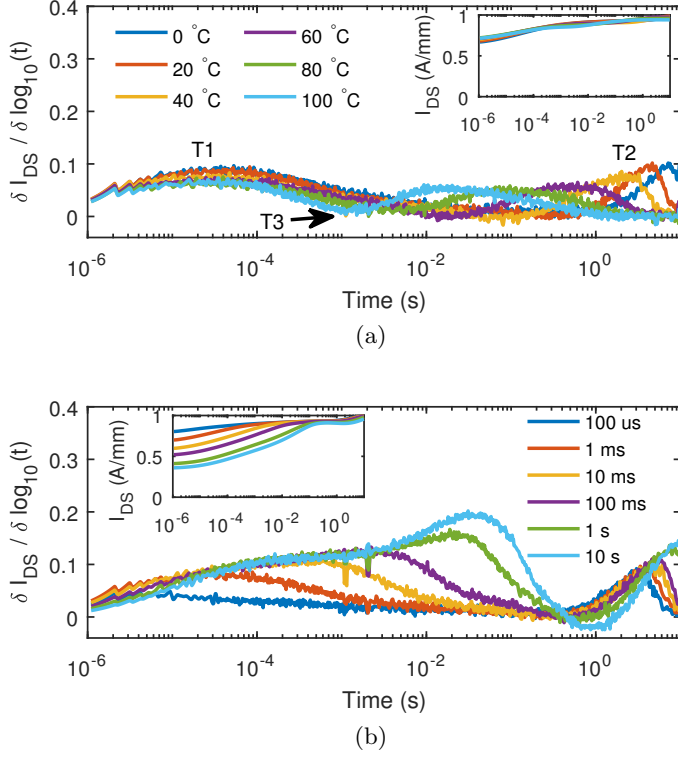 (a)
δ I_DS / δ log_10(t)
0.4
0.3
0.2
0.1
0
0 °C
20 °C
40 °C
60 °C
80 °C
100 °C
I_DS (A/mm)
1
0.5
0
10^-6
10^-4
10^-2
10^0
T1
T2
T3
10^-6
10^-4
10^-2
10^0
Time (s)
(a)
δ I_DS / δ log_10(t)
0.4
0.3
0.2
0.1
0
I_DS (A/mm)
1
0.5
0
10^-6
10^-4
10^-2
10^0
100 us
1 ms
10 ms
100 ms
1 s
10 s
10^-6
10^-4
10^-2
10^0
Time (s)
(b)